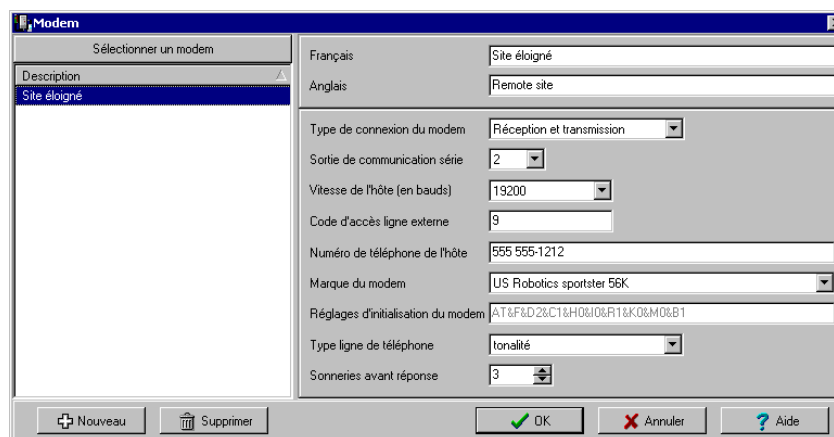 Modem
Sélectionner un modem
Description
Site éloigné
Français Site éloigné
Anglais Remote site
Type de connexion du modem Réception et transmission
Sortie de communication série 2
Vitesse de l'hôte (en bauds) 19200
Code d'accès ligne externe 9
Numéro de téléphone de l'hôte 555 555-1212
Marque du modem US Robotics sportster 56K
Réglages d'initialisation du modem AT&F&D2&C1&H0&I0&R1&K0&M0&B1
Type ligne de téléphone tonalité
Sonneries avant réponse 3
Nouveau Supprimer OK Annuler ? Aide